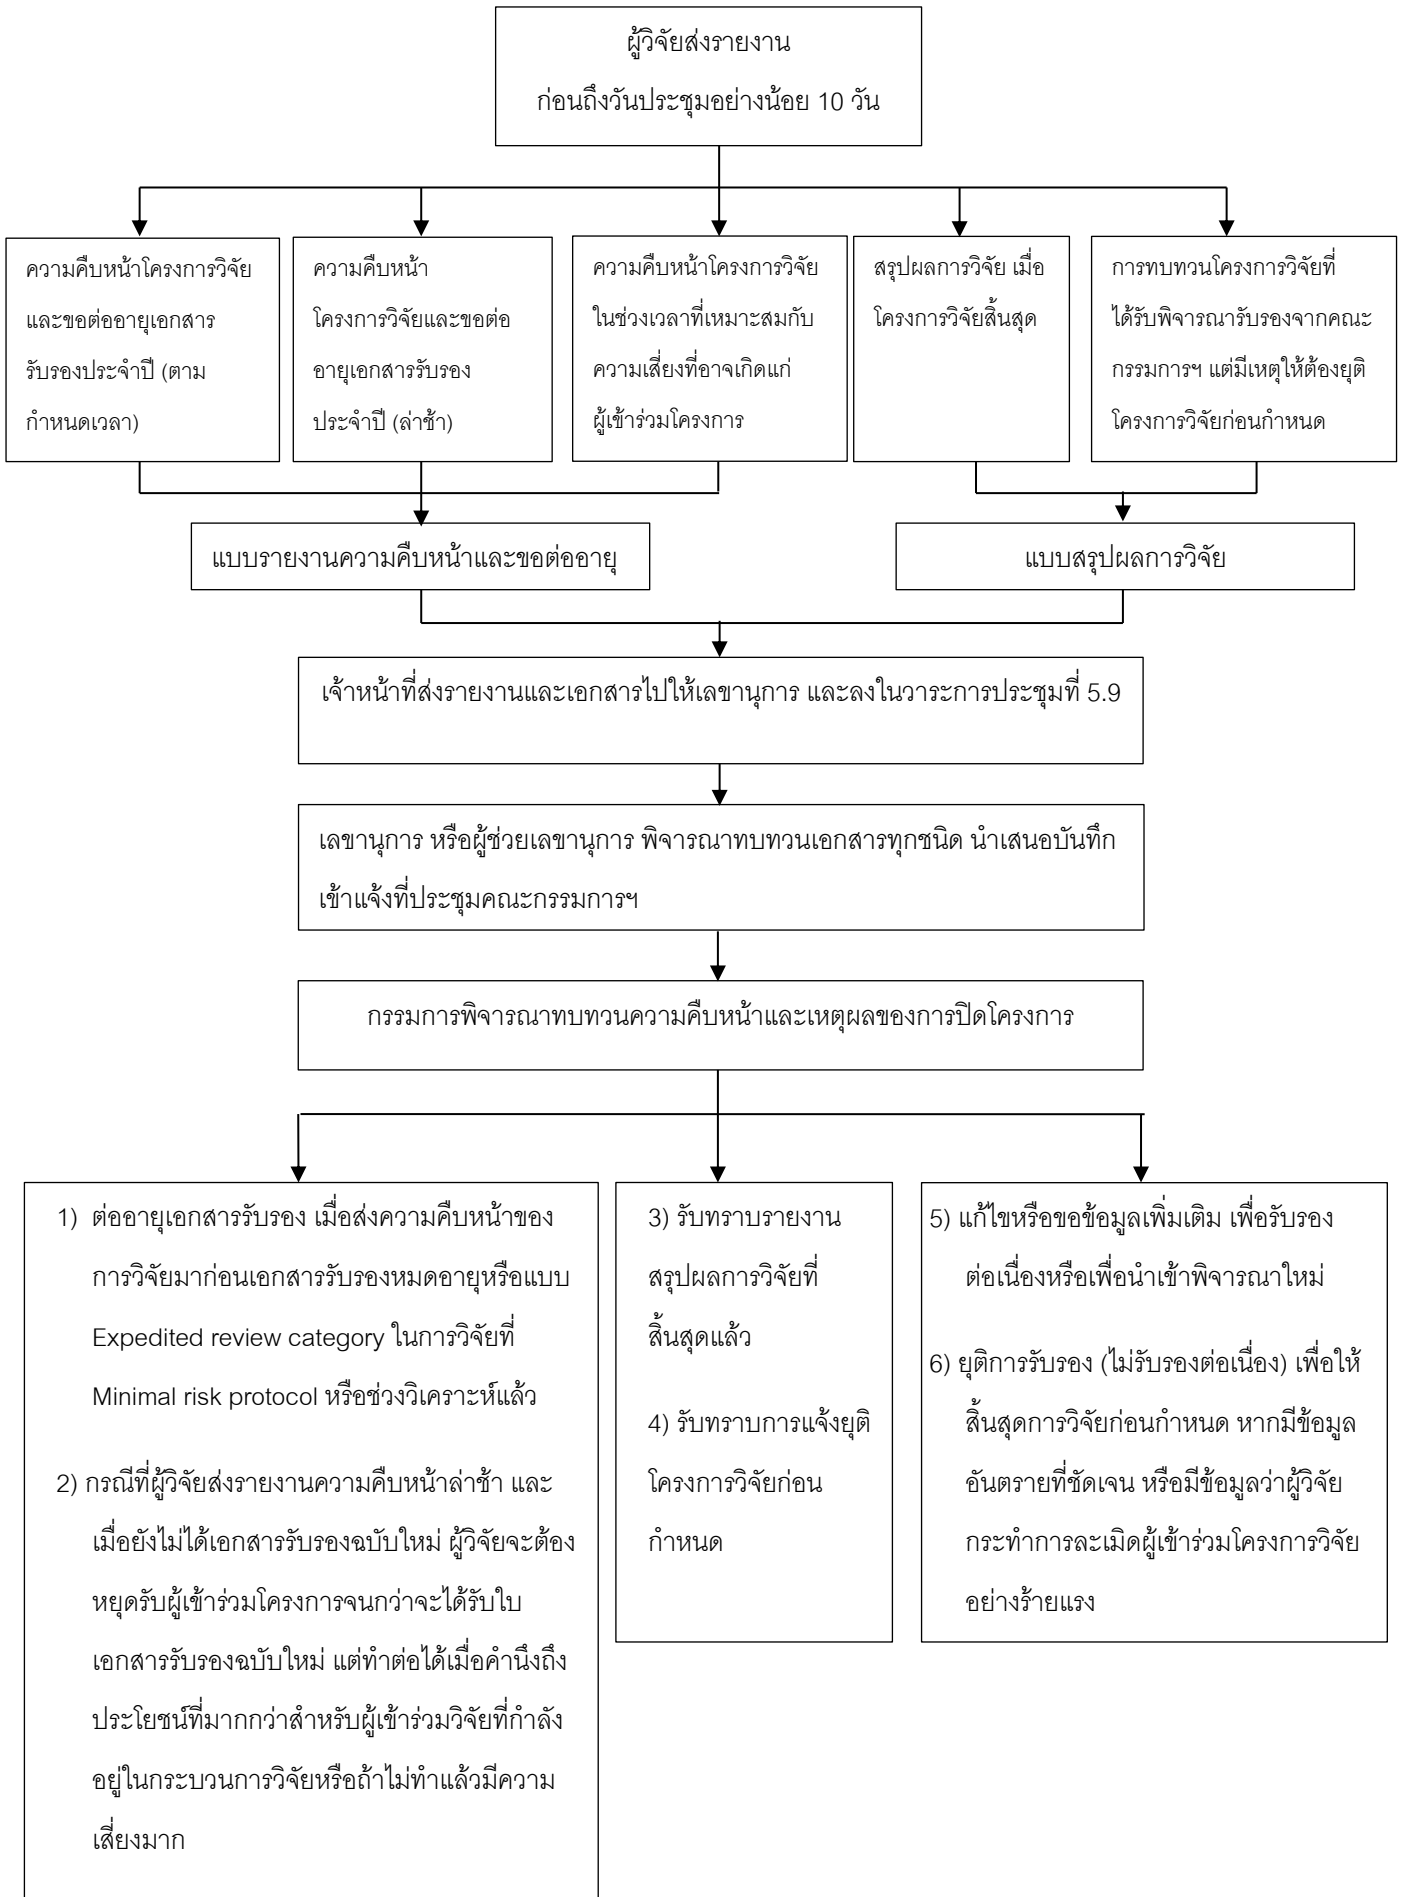 ผู้วิจัยส่งรายงาน
ก่อนถึงวันประชุมอย่างน้อย 10 วัน
ความคืบหน้าโครงการวิจัย
และขอต่ออายุเอกสาร
รับรองประจำปี (ตาม
กำหนดเวลา)
ความคืบหน้า
โครงการวิจัยและขอต่อ
อายุเอกสารรับรอง
ประจำปี (ล่าช้า)
ความคืบหน้าโครงการวิจัย
ในช่วงเวลาที่เหมาะสมกับ
ความเสี่ยงที่อาจเกิดแก่
ผู้เข้าร่วมโครงการ
สรุปผลการวิจัย เมื่อ
โครงการวิจัยสิ้นสุด
การทบทวนโครงการวิจัยที่
ได้รับพิจารณารับรองจากคณะ
กรรมการฯ แต่มีเหตุให้ต้องยุติ
โครงการวิจัยก่อนกำหนด
แบบรายงานความคืบหน้าและขอต่ออายุ
แบบสรุปผลการวิจัย
เจ้าหน้าที่ส่งรายงานและเอกสารไปให้เลขานุการ และลงในวาระการประชุมที่ 5.9
เลขานุการ หรือผู้ช่วยเลขานุการ พิจารณาทบทวนเอกสารทุกชนิด นำเสนอบันทึก
เข้าแจ้งที่ประชุมคณะกรรมการฯ
กรรมการพิจารณาทบทวนความคืบหน้าและเหตุผลของการปิดโครงการ
1) ต่ออายุเอกสารรับรอง เมื่อส่งความคืบหน้าของ
การวิจัยมาก่อนเอกสารรับรองหมดอายุหรือแบบ
Expedited review category ในการวิจัยที่
Minimal risk protocol หรือช่วงวิเคราะห์แล้ว
2) กรณีที่ผู้วิจัยส่งรายงานความคืบหน้าล่าช้า และ
เมื่อยังไม่ได้เอกสารรับรองฉบับใหม่ ผู้วิจัยจะต้อง
หยุดรับผู้เข้าร่วมโครงการจนกว่าจะได้รับใบ
เอกสารรับรองฉบับใหม่ แต่ทำต่อได้เมื่อคำนึงถึง
ประโยชน์ที่มากกว่าสำหรับผู้เข้าร่วมวิจัยที่กำลัง
อยู่ในกระบวนการวิจัยหรือถ้าไม่ทำแล้วมีความ
เสี่ยงมาก
3) รับทราบรายงาน
สรุปผลการวิจัยที่
สิ้นสุดแล้ว
4) รับทราบการแจ้งยุติ
โครงการวิจัยก่อน
กำหนด
5) แก้ไขหรือขอข้อมูลเพิ่มเติม เพื่อรับรอง
ต่อเนื่องหรือเพื่อนำเข้าพิจารณาใหม่
6) ยุติการรับรอง (ไม่รับรองต่อเนื่อง) เพื่อให้
สิ้นสุดการวิจัยก่อนกำหนด หากมีข้อมูล
อันตรายที่ชัดเจน หรือมีข้อมูลว่าผู้วิจัย
กระทำการละเมิดผู้เข้าร่วมโครงการวิจัย
อย่างร้ายแรง